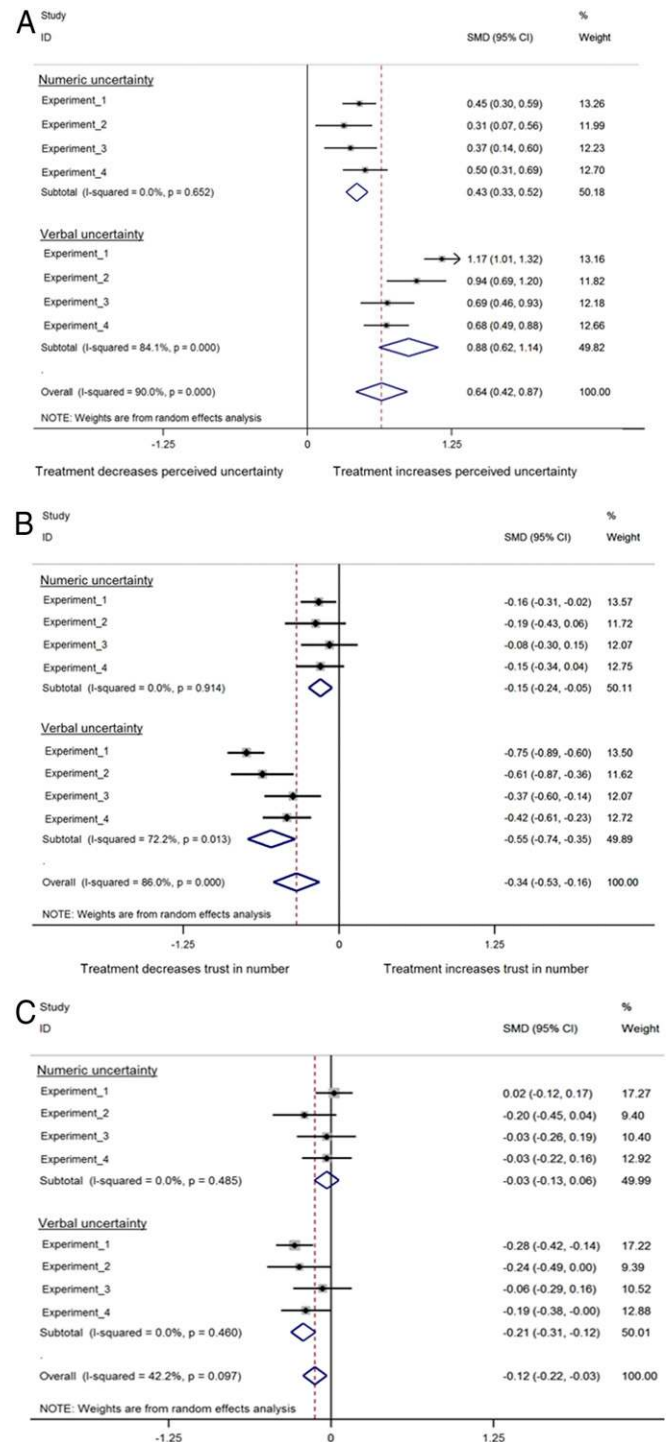 A
Study %
ID SMD (95% CI) Weight
Numeric uncertainty
Experiment_1 0.45 (0.30, 0.59) 13.26
Experiment_2 0.31 (0.07, 0.56) 11.99
Experiment_3 0.37 (0.14, 0.60) 12.23
Experiment_4 0.50 (0.31, 0.69) 12.70
Subtotal (I-squared = 0.0%, p = 0.652) 0.43 (0.33, 0.52) 50.18
Verbal uncertainty
Experiment_1 1.17 (1.01, 1.32) 13.16
Experiment_2 0.94 (0.69, 1.20) 11.82
Experiment_3 0.69 (0.46, 0.93) 12.18
Experiment_4 0.68 (0.49, 0.88) 12.66
Subtotal (I-squared = 84.1%, p = 0.000) 0.88 (0.62, 1.14) 49.82
.
Overall (I-squared = 90.0%, p = 0.000) 0.64 (0.42, 0.87) 100.00
NOTE: Weights are from random effects analysis
-1.25 0 1.25
Treatment decreases perceived uncertainty Treatment increases perceived uncertainty
B
Study %
ID SMD (95% CI) Weight
Numeric uncertainty
Experiment_1 -0.16 (-0.31, -0.02) 13.57
Experiment_2 -0.19 (-0.43, 0.06) 11.72
Experiment_3 -0.08 (-0.30, 0.15) 12.07
Experiment_4 -0.15 (-0.34, 0.04) 12.75
Subtotal (I-squared = 0.0%, p = 0.914) -0.15 (-0.24, -0.05) 50.11
Verbal uncertainty
Experiment_1 -0.75 (-0.89, -0.60) 13.50
Experiment_2 -0.61 (-0.87, -0.36) 11.62
Experiment_3 -0.37 (-0.60, -0.14) 12.07
Experiment_4 -0.42 (-0.61, -0.23) 12.72
Subtotal (I-squared = 72.2%, p = 0.013) -0.55 (-0.74, -0.35) 49.89
.
Overall (I-squared = 86.0%, p = 0.000) -0.34 (-0.53, -0.16) 100.00
NOTE: Weights are from random effects analysis
-1.25 0 1.25
Treatment decreases trust in number Treatment increases trust in number
C
Study %
ID SMD (95% CI) Weight
Numeric uncertainty
Experiment_1 0.02 (-0.12, 0.17) 17.27
Experiment_2 -0.20 (-0.45, 0.04) 9.40
Experiment_3 -0.03 (-0.26, 0.19) 10.40
Experiment_4 -0.03 (-0.22, 0.16) 12.92
Subtotal (I-squared = 0.0%, p = 0.485) -0.03 (-0.13, 0.06) 49.99
Verbal uncertainty
Experiment_1 -0.28 (-0.42, -0.14) 17.22
Experiment_2 -0.24 (-0.49, 0.00) 9.39
Experiment_3 -0.06 (-0.29, 0.16) 10.52
Experiment_4 -0.19 (-0.38, -0.00) 12.88
Subtotal (I-squared = 0.0%, p = 0.460) -0.21 (-0.31, -0.12) 50.01
.
Overall (I-squared = 42.2%, p = 0.097) -0.12 (-0.22, -0.03) 100.00
NOTE: Weights are from random effects analysis
-1.25 0 1.25